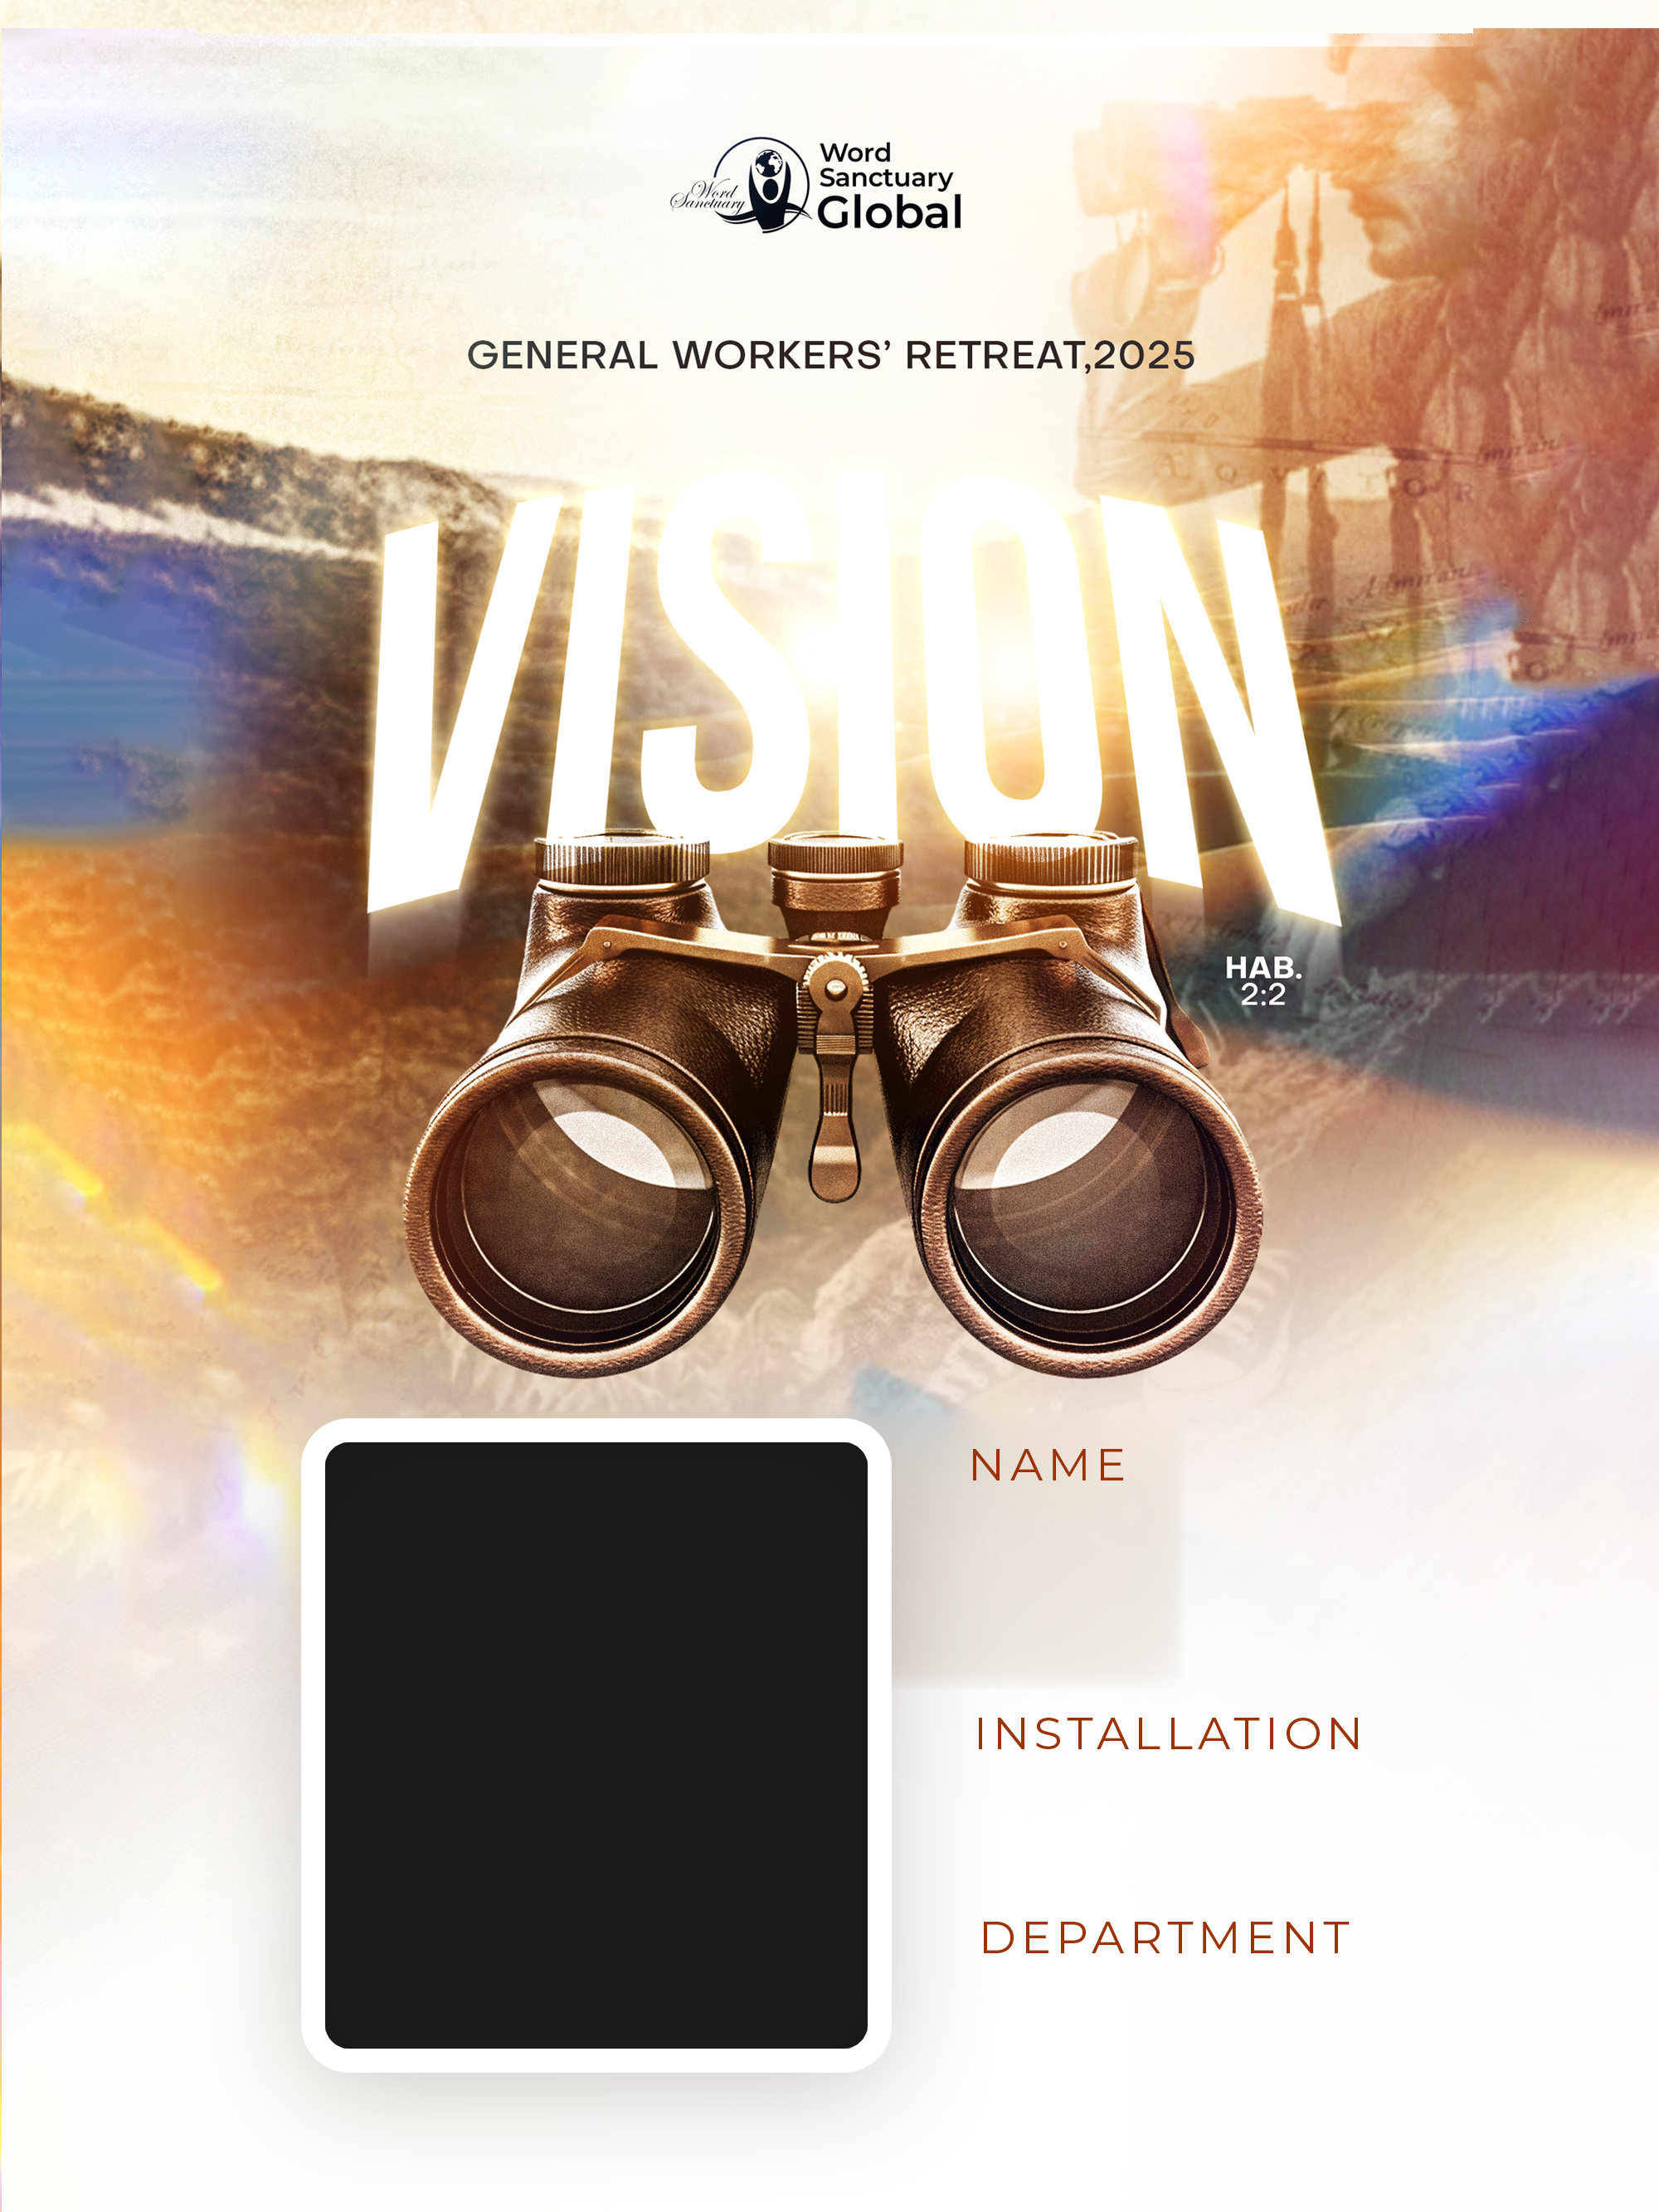 Word
Sanctuary
Word
Sanctuary
Global
GENERAL WORKERS’ RETREAT,2025
VISION
HAB.
2:2
NAME
INSTALLATION
DEPARTMENT